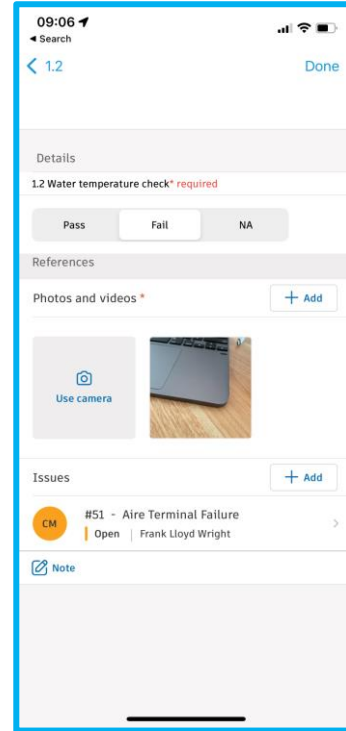 09:06
Search
1.2
Done
Details
1.2 Water temperature check* required
Pass Fail NA
References
Photos and videos *
+ Add
Use camera
Issues
+ Add
CM
#51 - Aire Terminal Failure
Open | Frank Lloyd Wright
Note